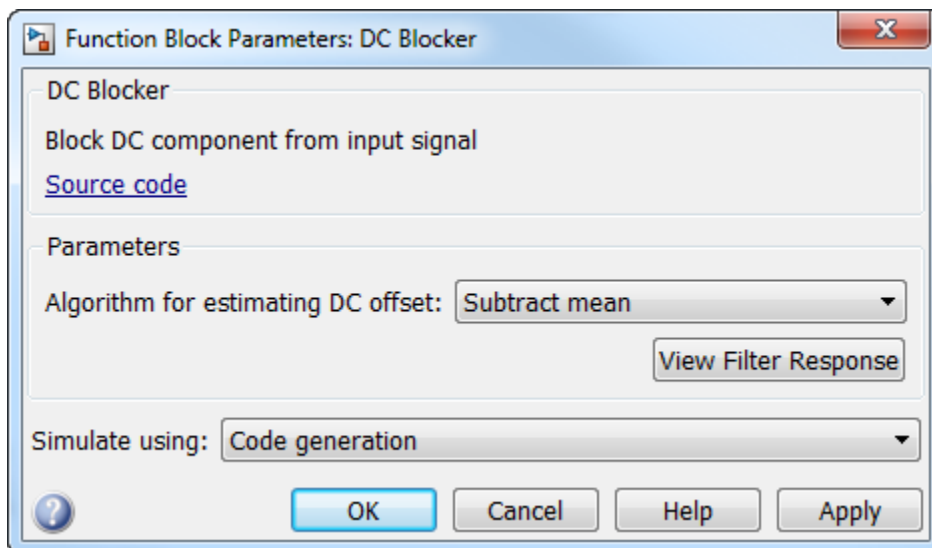 Function Block Parameters: DC Blocker
DC Blocker
Block DC component from input signal
Source code
Parameters
Algorithm for estimating DC offset: Subtract mean
View Filter Response
Simulate using: Code generation
OK Cancel Help Apply